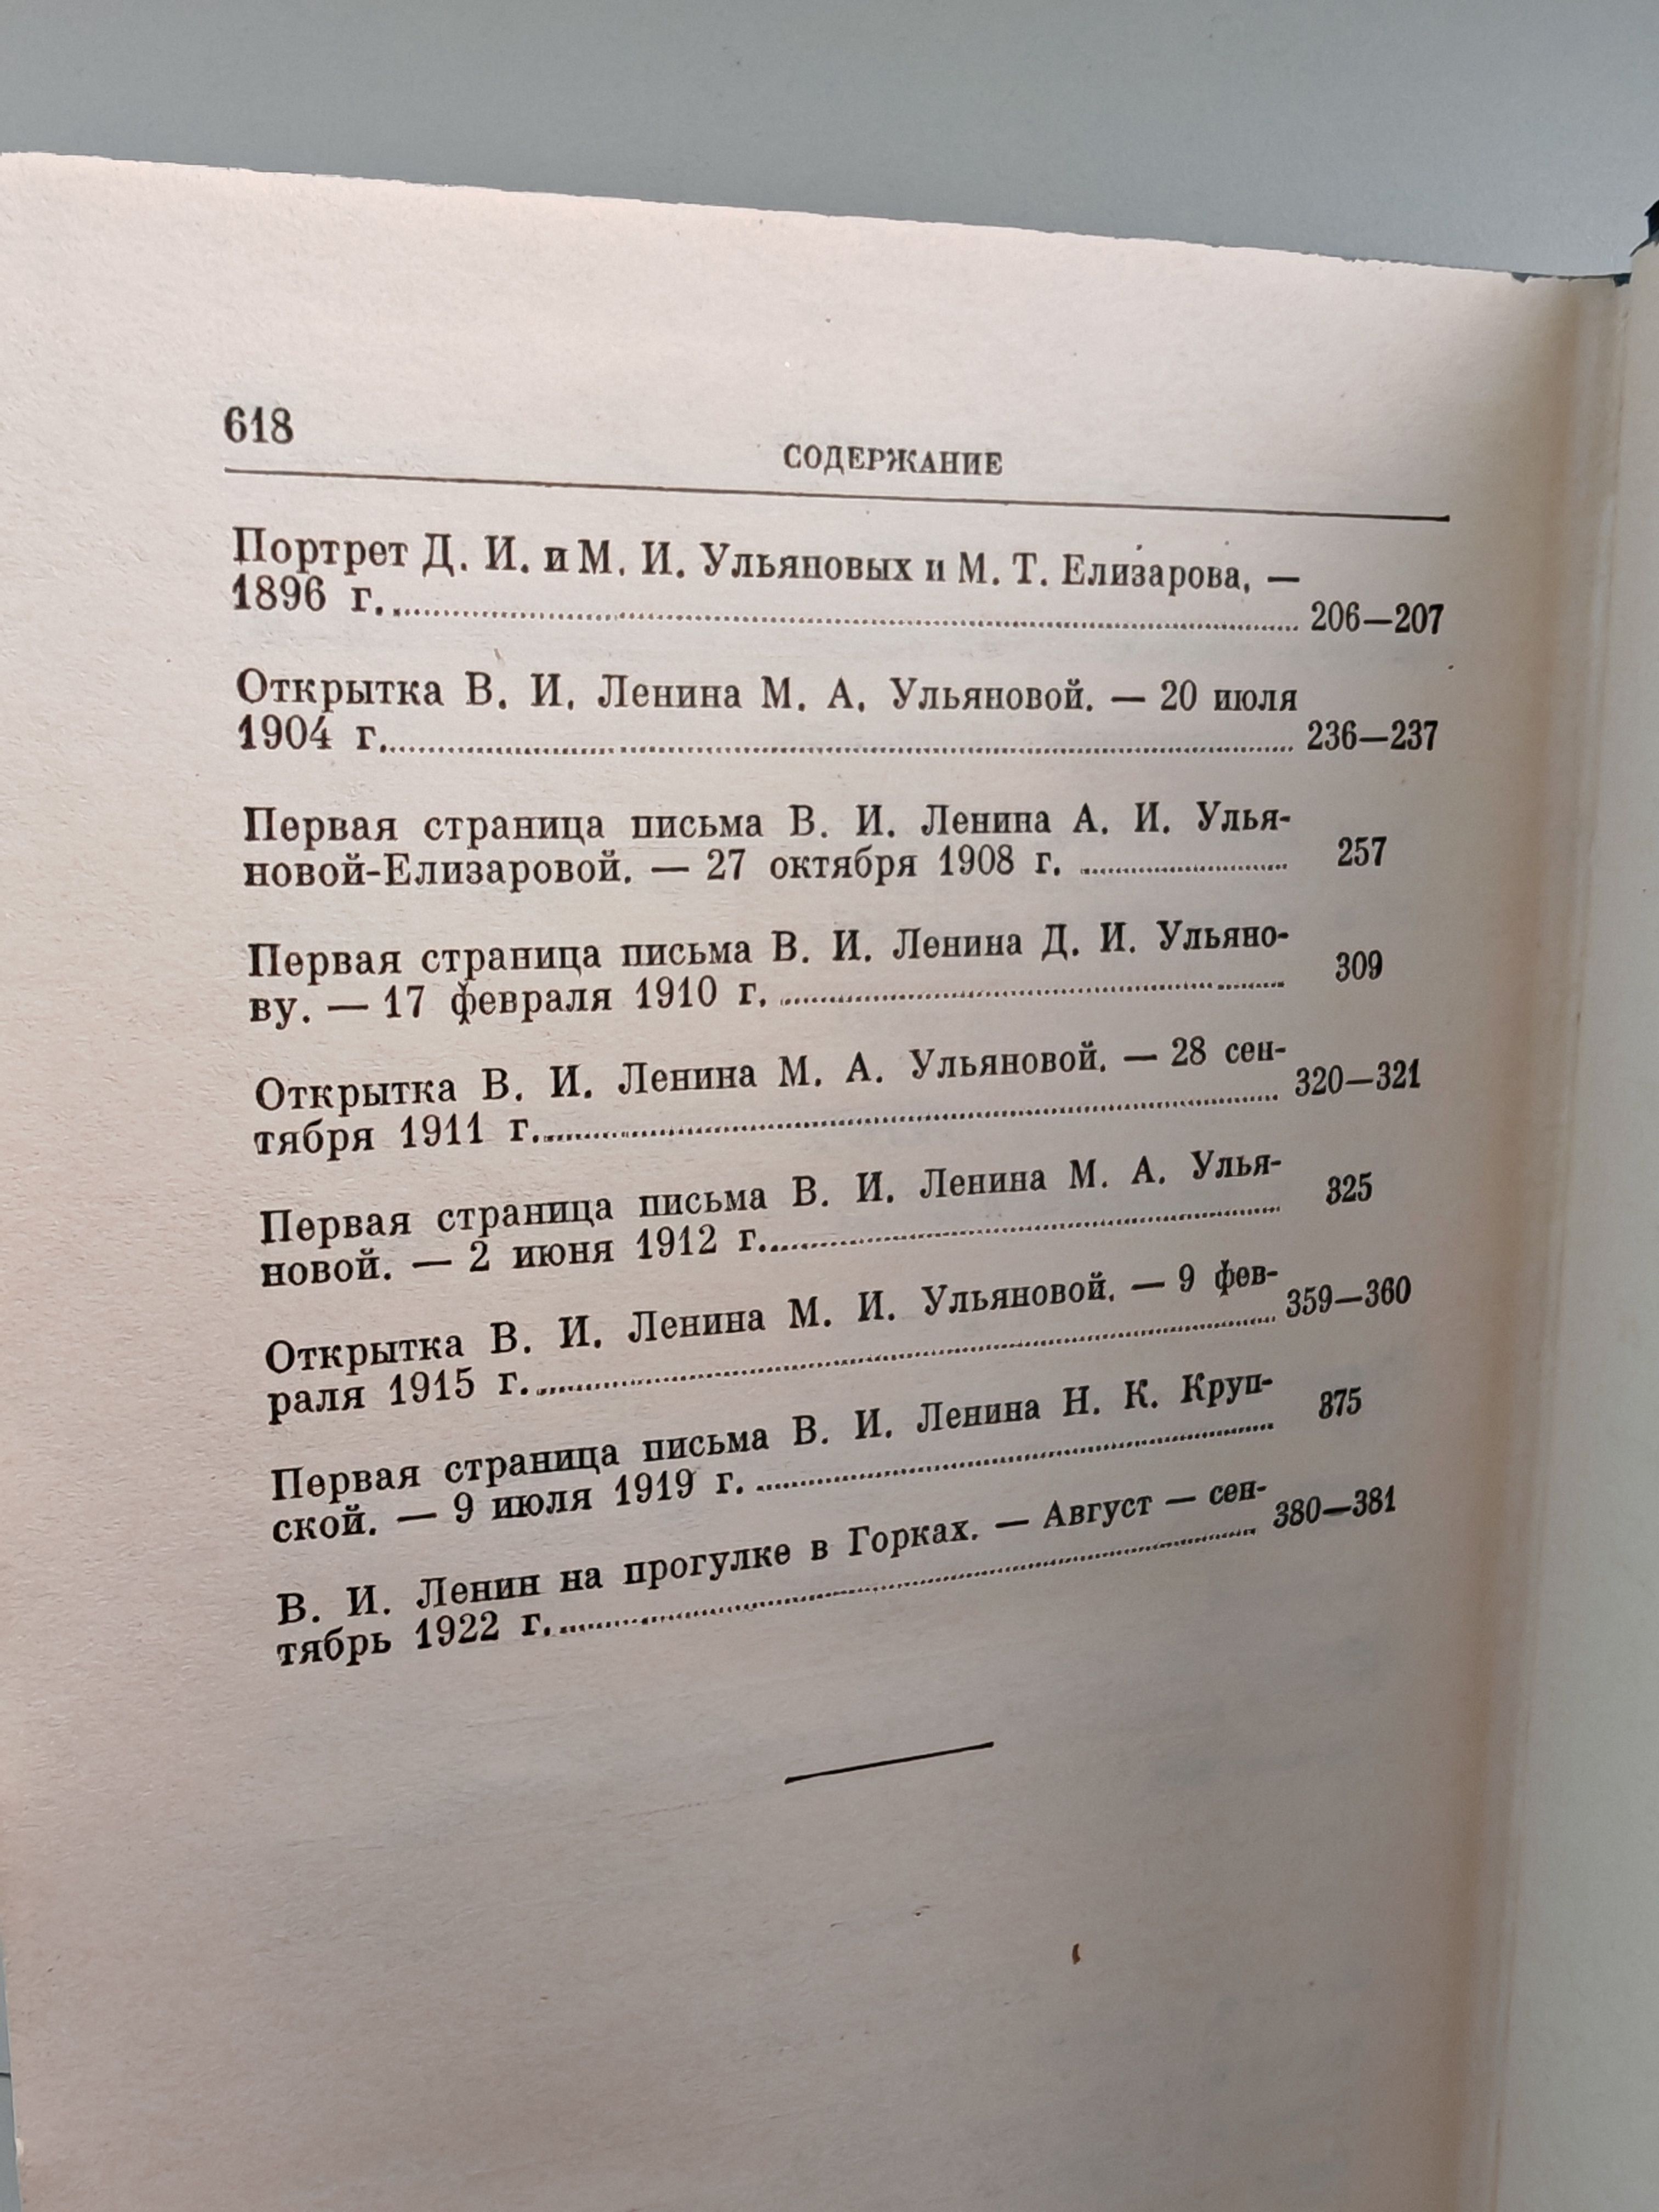 618
СОДЕРЖАНИЕ
Портрет Д. И. и М. И. Ульяновых и М. Т. Елизарова. —
1896 г. 206—207
Открытка В. И. Ленина М. А. Ульяновой. — 20 июля
1904 г. 236—237
Первая страница письма В. И. Ленина А. И. Улья-
новой-Елизаровой. — 27 октября 1908 г. 257
Первая страница письма В. И. Ленина Д. И. Ульяно-
ву. — 17 февраля 1910 г. 309
Открытка В. И. Ленина М. А. Ульяновой. — 28 сен-
тября 1911 г. 320—321
Первая страница письма В. И. Ленина М. А. Улья-
новой. — 2 июня 1912 г. 325
Открытка В. И. Ленина М. И. Ульяновой. — 9 фев-
раля 1915 г. 359—360
Первая страница письма В. И. Ленина Н. К. Круп-
ской. — 9 июля 1919 г. 375
В. И. Ленин на прогулке в Горках. — Август — сен-
тябрь 1922 г. 380—381